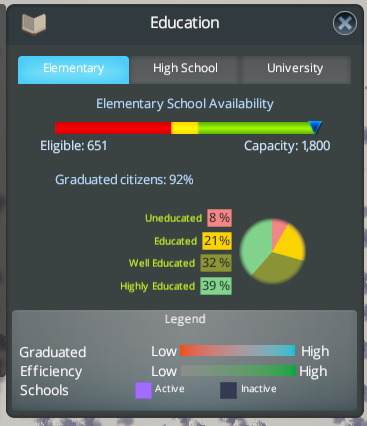 Education
Elementary High School University
Elementary School Availability
Eligible: 651 Capacity: 1,800
Graduated citizens: 92%
Uneducated 8 %
Educated 21%
Well Educated 32 %
Highly Educated 39 %
Legend
Graduated Low High
Efficiency Low High
Schools Active Inactive